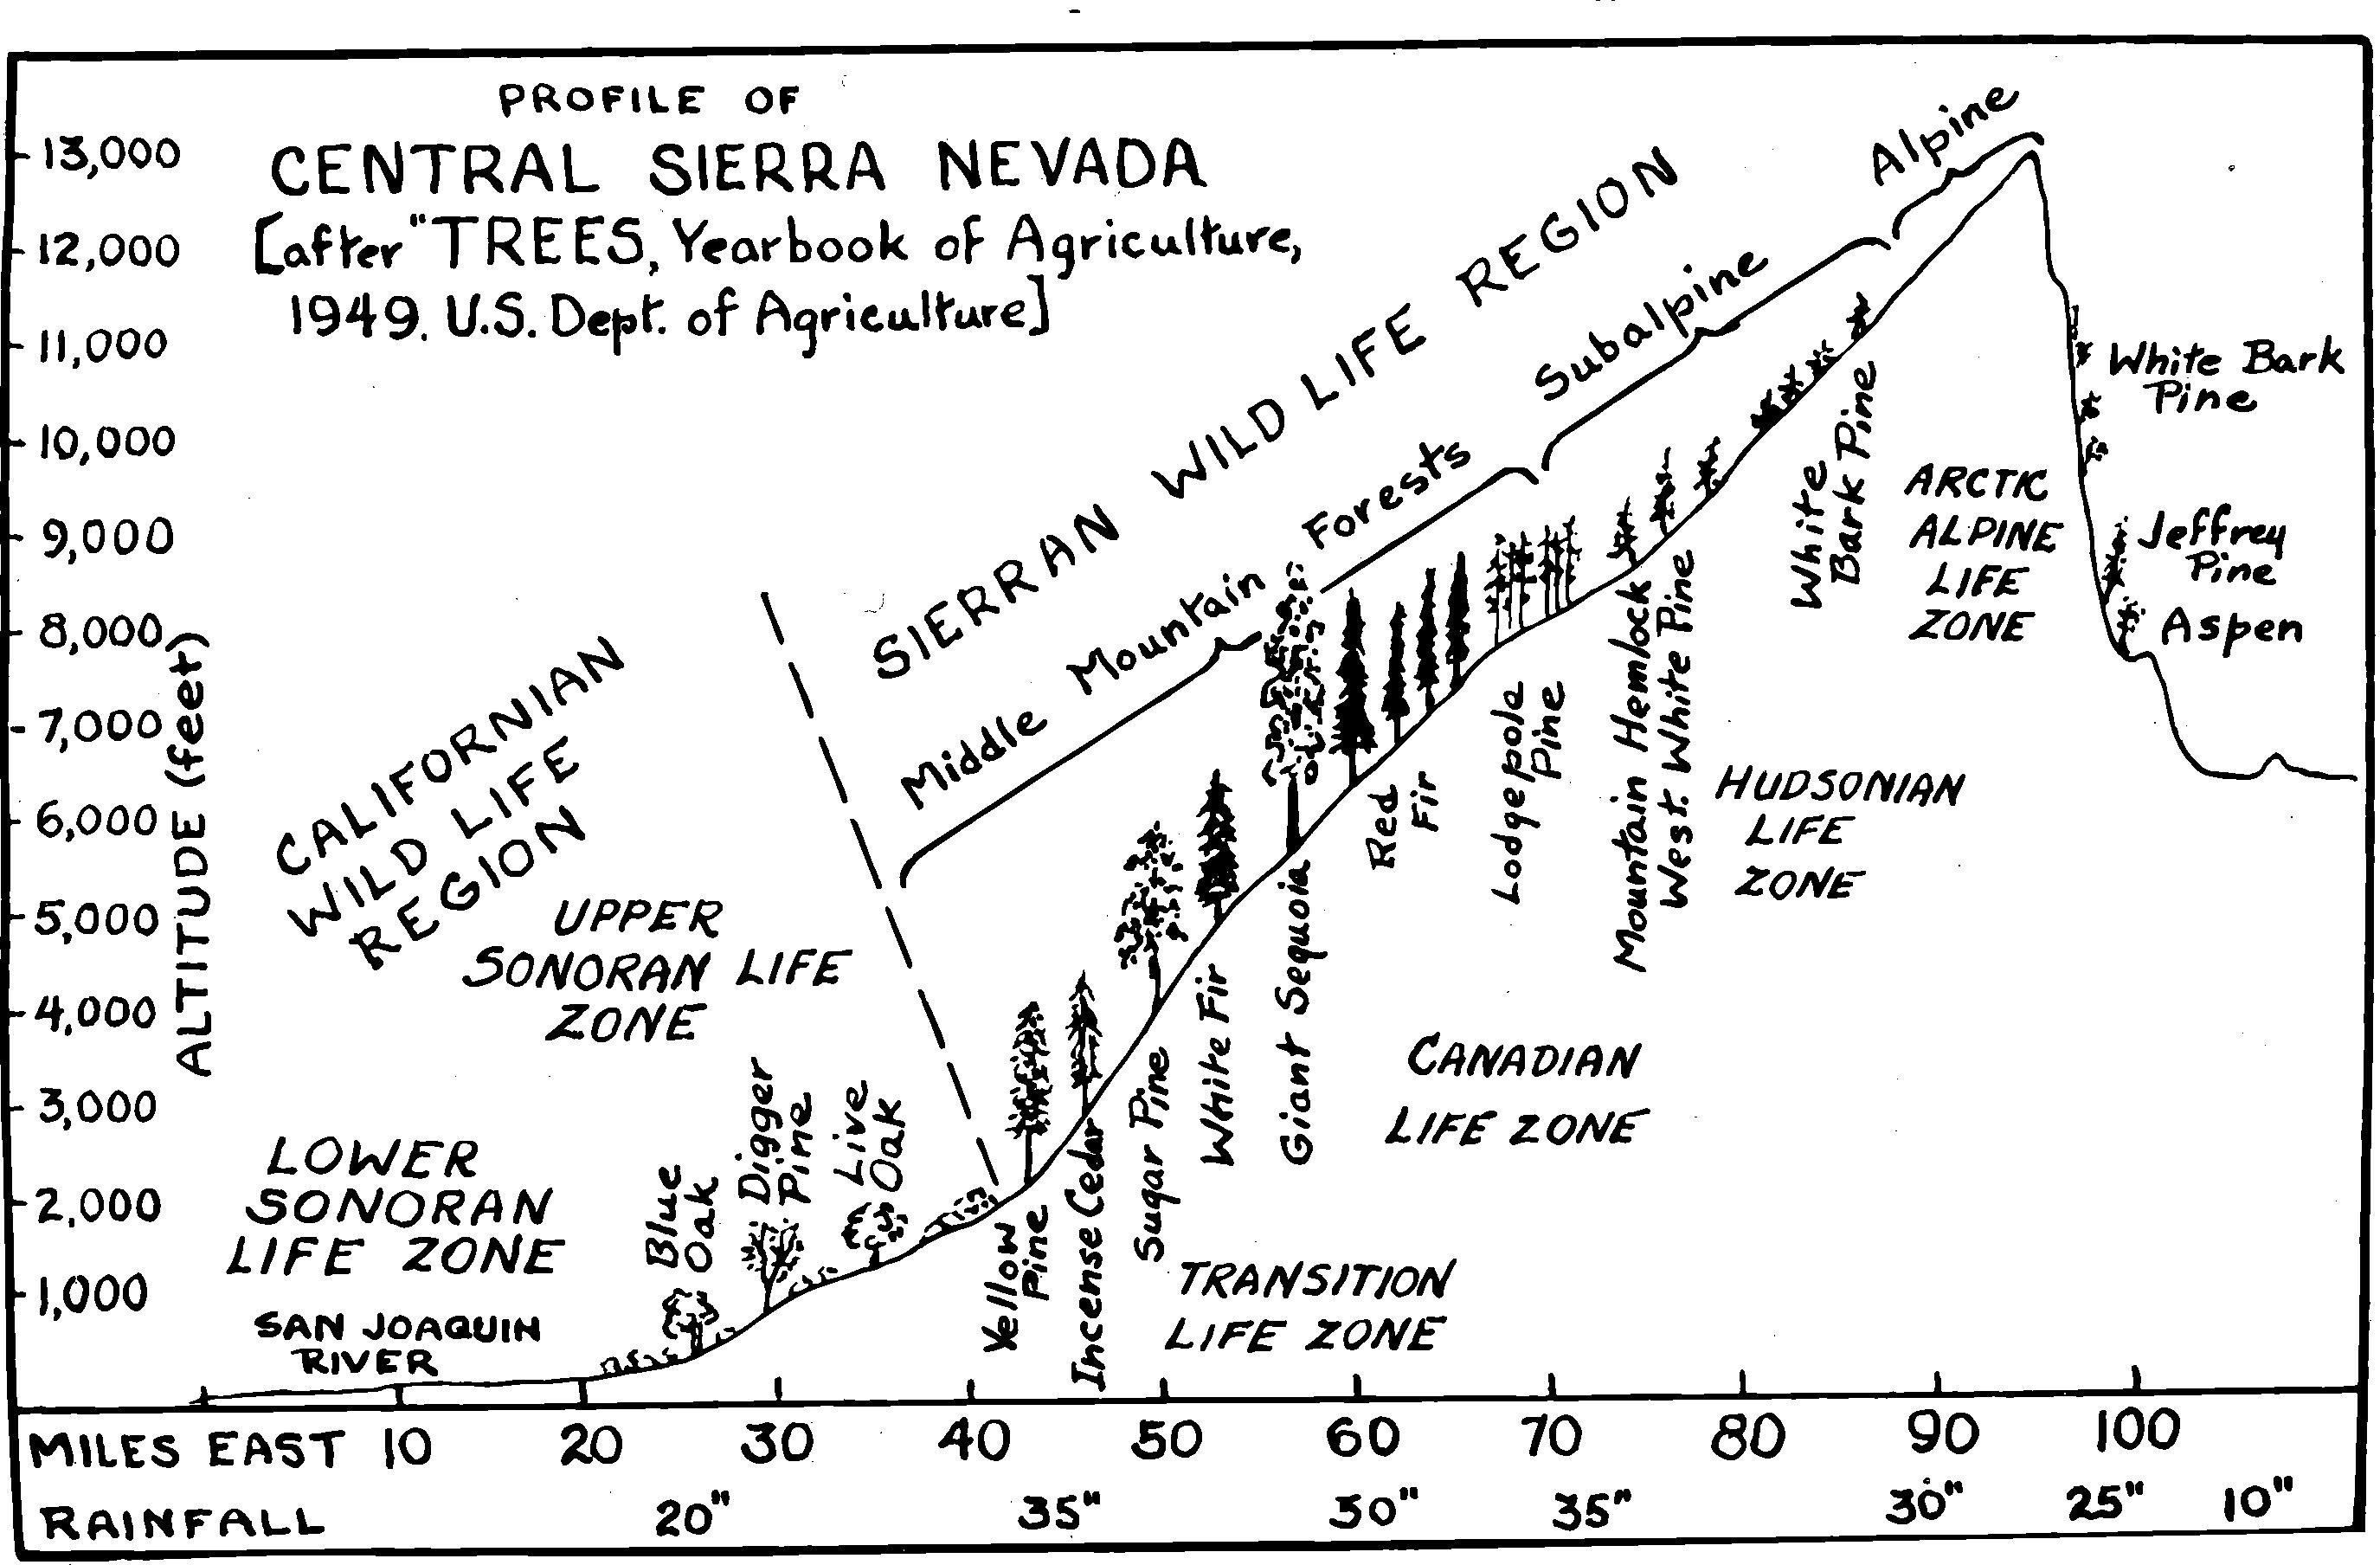 PROFILE OF
CENTRAL SIERRA NEVADA
[after "TREES, Yearbook of Agriculture,
1949. U.S. Dept. of Agriculture]
13,000
12,000
11,000
10,000
9,000
8,000
7,000
6,000
5,000
4,000
3,000
2,000
1,000
ALTITUDE (feet)
CALIFORNIAN
WILD LIFE
REGION
SIERRAN WILD LIFE REGION
Middle Mountain Forests
Subalpine
Alpine
UPPER
SONORAN LIFE
ZONE
LOWER
SONORAN
LIFE ZONE
SAN JOAQUIN
RIVER
Blue
Oak
Digger
Pine
Live
Oak
Yellow
Pine
Incense Cedar
Sugar Pine
White Fir
Giant Sequoia
Red
Fir
Lodgepole
Pine
Mountain Hemlock
West. White Pine
White
Bark Pine
TRANSITION
LIFE ZONE
CANADIAN
LIFE ZONE
HUDSONIAN
LIFE
ZONE
ARCTIC
ALPINE
LIFE
ZONE
White Bark
Pine
Jeffrey
Pine
Aspen
MILES EAST 10 20 30 40 50 60 70 80 90 100
RAINFALL 20" 35" 50" 35" 30" 25" 10"